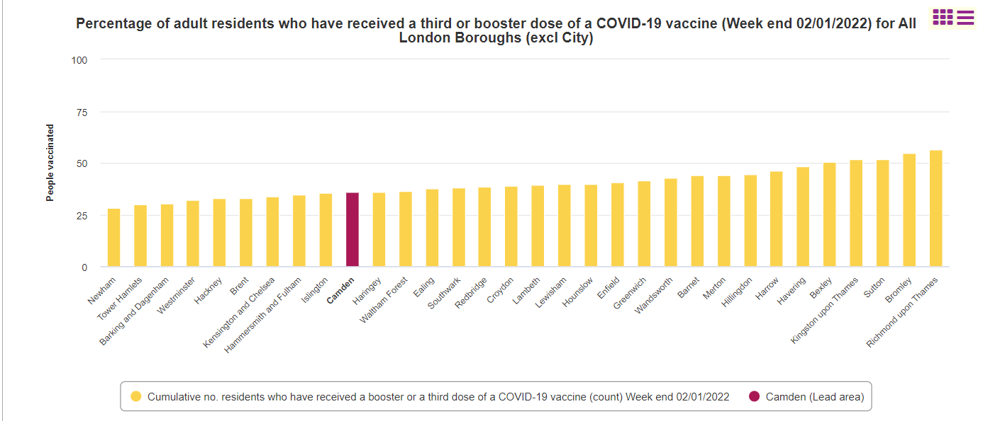 Percentage of adult residents who have received a third or booster dose of a COVID-19 vaccine (Week end 02/01/2022) for All
London Boroughs (excl City)
100
75
50
25
0
People vaccinated
Newham
Tower Hamlets
Barking and Dagenham
Westminster
Hackney
Brent
Kensington and Chelsea
Hammersmith and Fulham
Islington
Camden
Haringey
Waltham Forest
Ealing
Southwark
Redbridge
Croydon
Lambeth
Lewisham
Hounslow
Enfield
Greenwich
Wandsworth
Barnet
Merton
Hillingdon
Harrow
Havering
Bexley
Kingston upon Thames
Sutton
Bromley
Richmond upon Thames
Cumulative no. residents who have received a booster or a third dose of a COVID-19 vaccine (count) Week end 02/01/2022
Camden (Lead area)